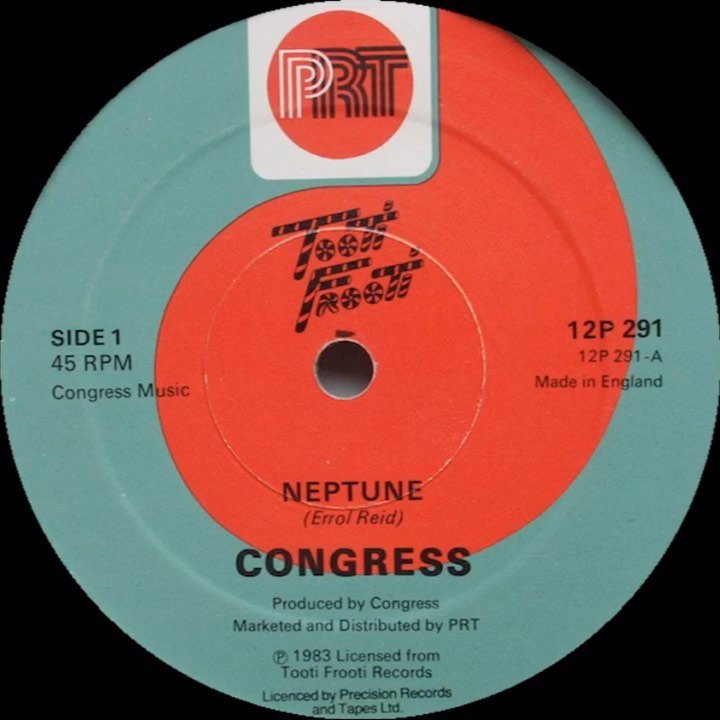 PRT
Tooti
Frooti
SIDE 1
45 RPM
Congress Music
12P 291
12P 291-A
Made in England
NEPTUNE
(Errol Reid)
CONGRESS
Produced by Congress
Marketed and Distributed by PRT
℗ 1983 Licensed from
Tooti Frooti Records
Licenced by Precision Records
and Tapes Ltd.